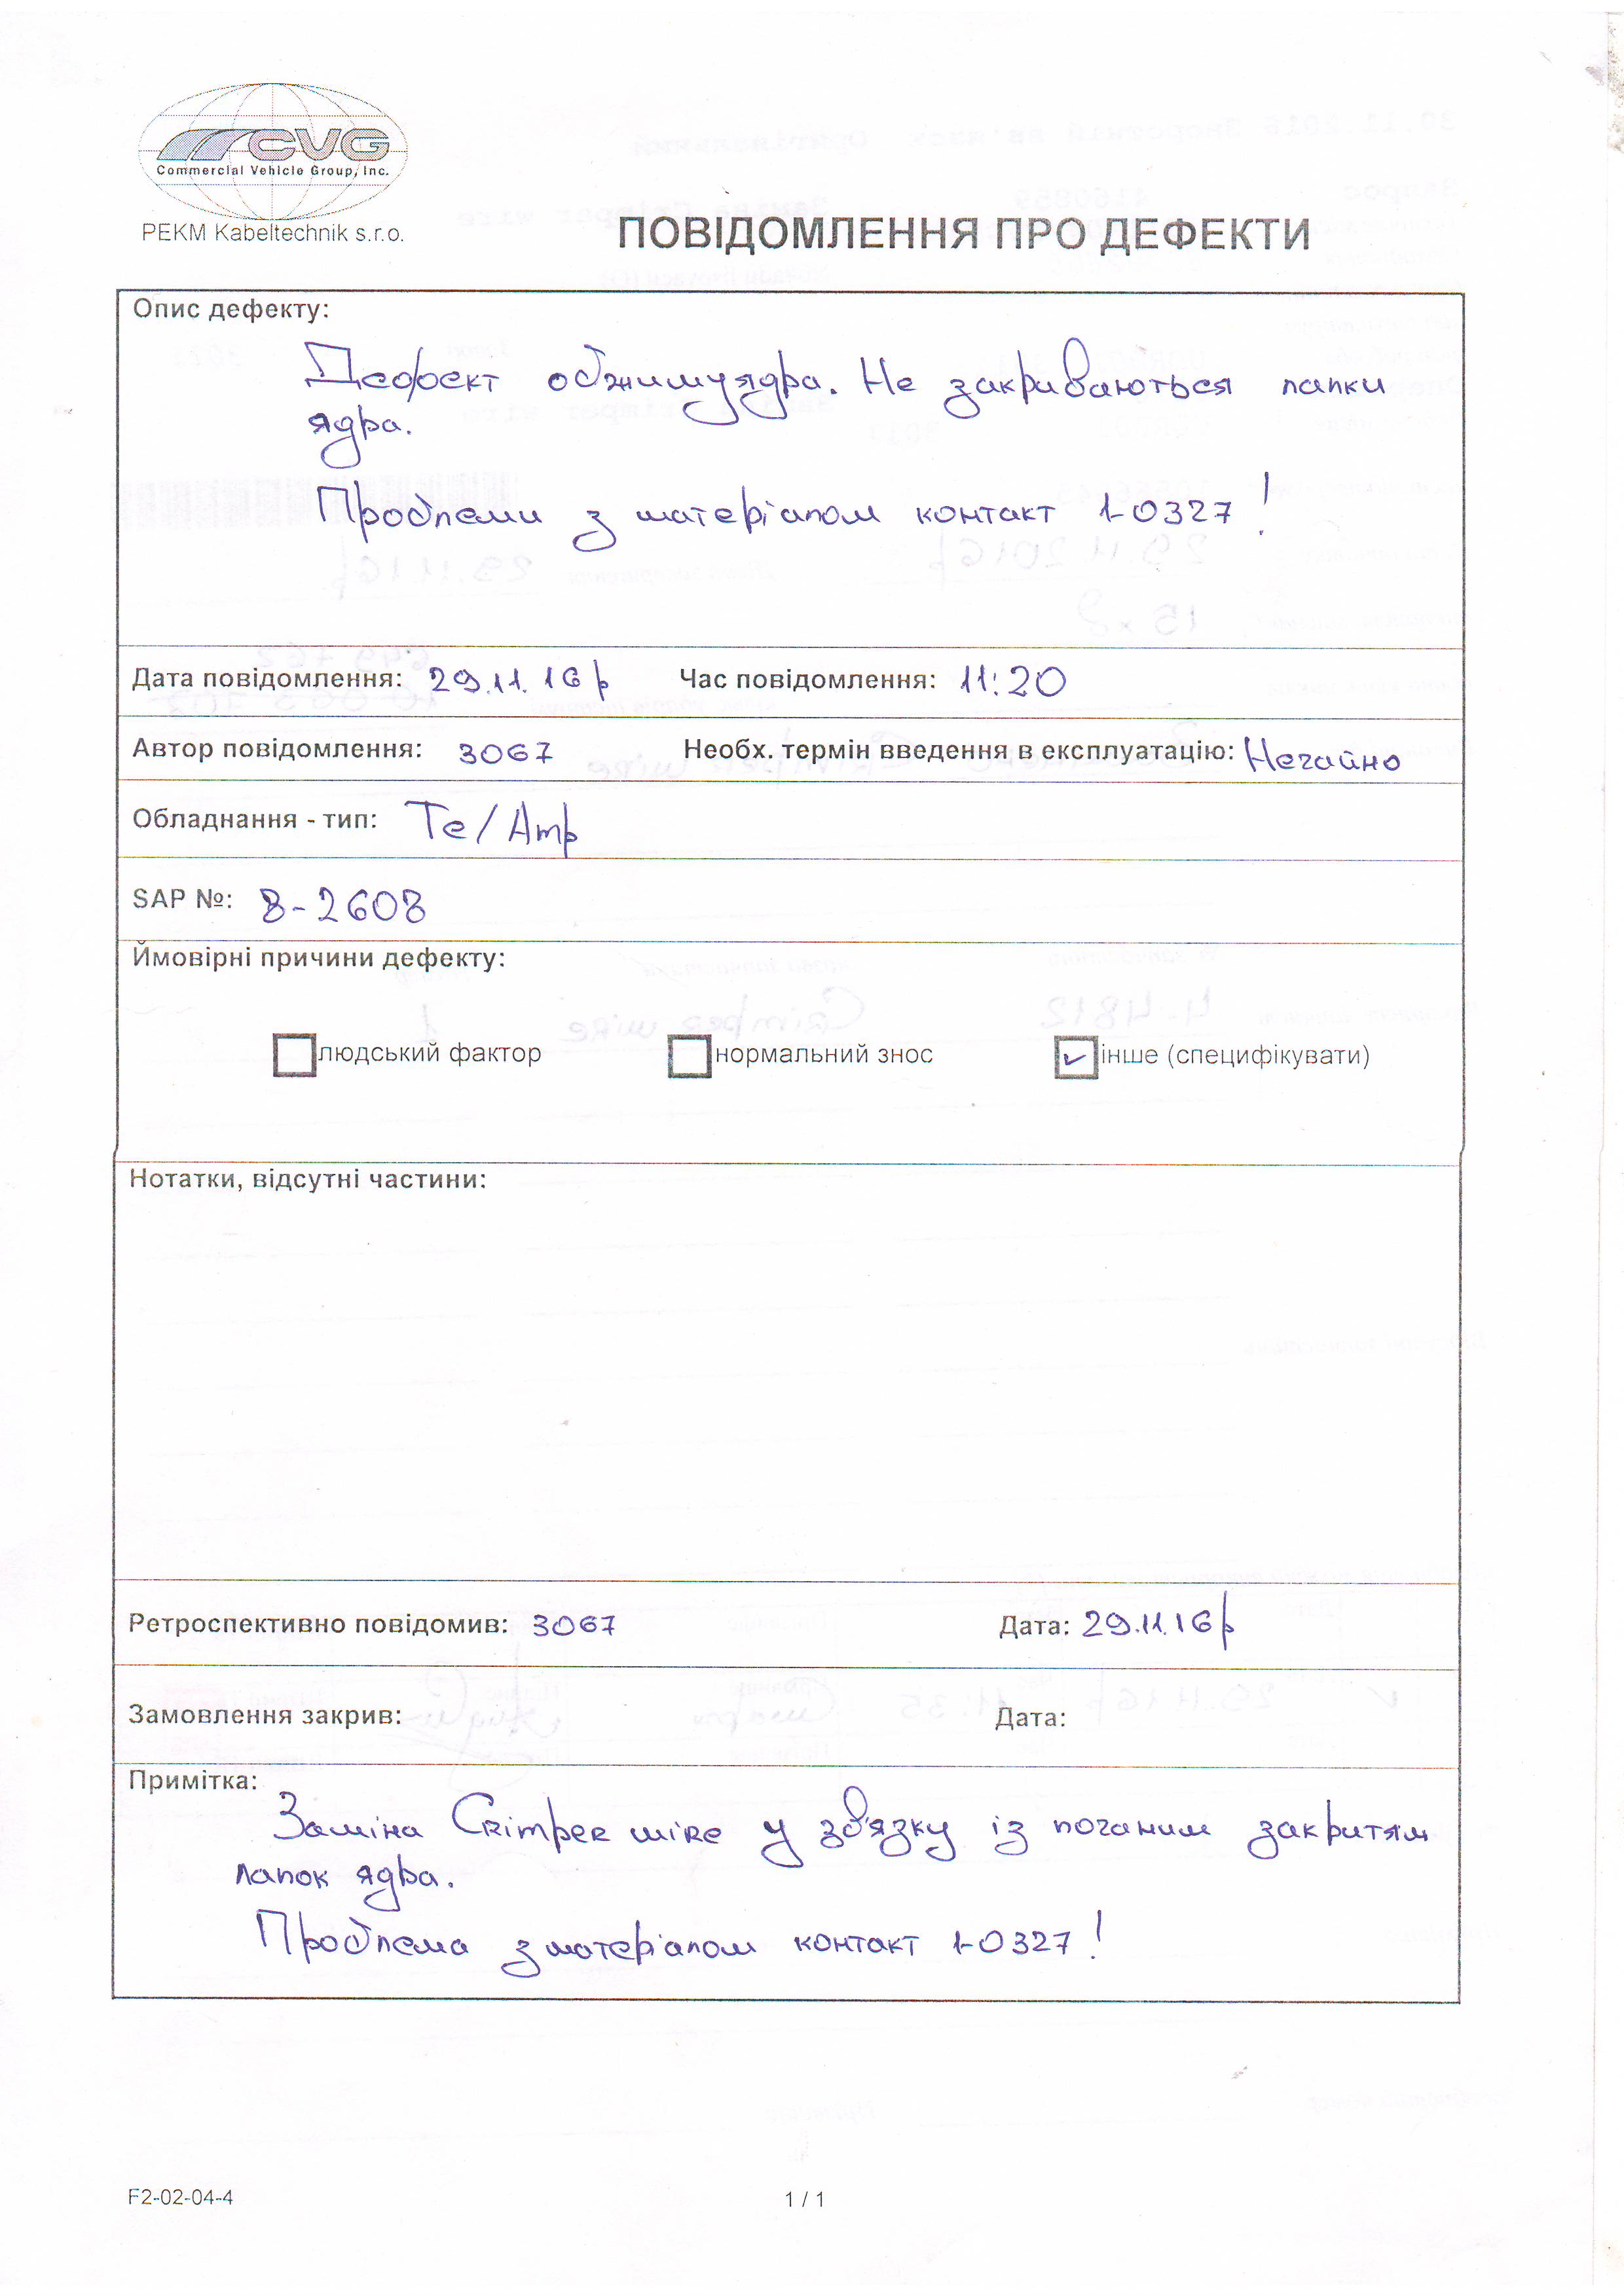 CVG
Commercial Vehicle Group, Inc.
PEKM Kabeltechnik s.r.o.
ПОВІДОМЛЕННЯ ПРО ДЕФЕКТИ
Опис дефекту:
Дефект обжиму ядра. Не закриваються лапки
ядра.
Проблеми з матеріалом контакт 1-0327!
Дата повідомлення: 29.11.16р Час повідомлення: 11:20
Автор повідомлення: 3067 Необх. термін введення в експлуатацію: Негайно
Обладнання - тип: Te/Amp
SAP №: 8-2608
Ймовірні причини дефекту:
людський фактор нормальний знос ✓ інше (специфікувати)
Нотатки, відсутні частини:
Ретроспективно повідомив: 3067 Дата: 29.11.16р
Замовлення закрив: Дата:
Примітка:
Заміна Crimper wire у зв'язку із поганим закритям
лапок ядра.
Проблема з матеріалом контакт 1-0327!
F2-02-04-4 1 / 1